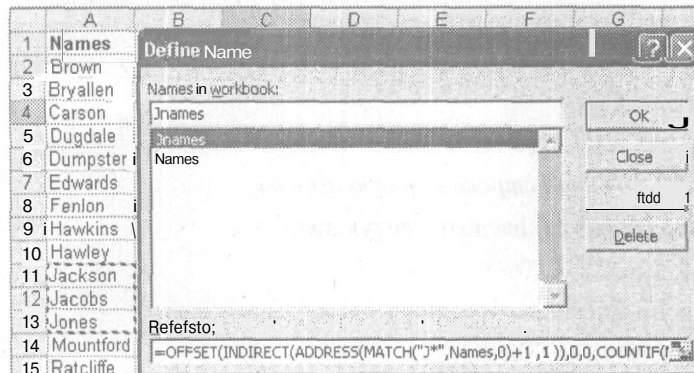 A B C D E F G
1 Names
2 Brown
3 Bryallen
4 Carson
5 Dugdale
6 Dumpster
7 Edwards
8 Fenlon
9 Hawkins
10 Hawley
11 Jackson
12 Jacobs
13 Jones
14 Mountford
15 Ratcliffe
Define Name
Names in workbook:
Jnames
Jnames
Names
OK
Close
ftdd
Delete
Refefsto;
=OFFSET(INDIRECT(ADDRESS(MATCH("J*",Names,0)+1 ,1 )),0,0,COUNTIF(